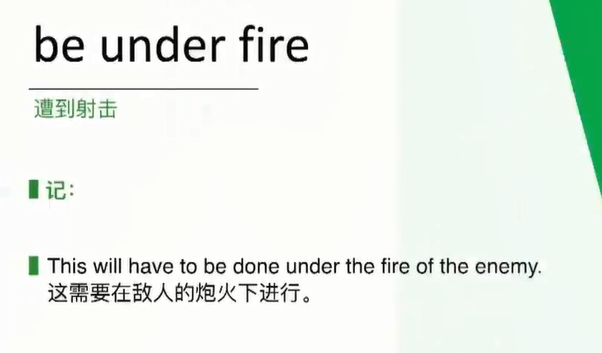 be under fire
遭到射击
记：
This will have to be done under the fire of the enemy.
这需要在敌人的炮火下进行。